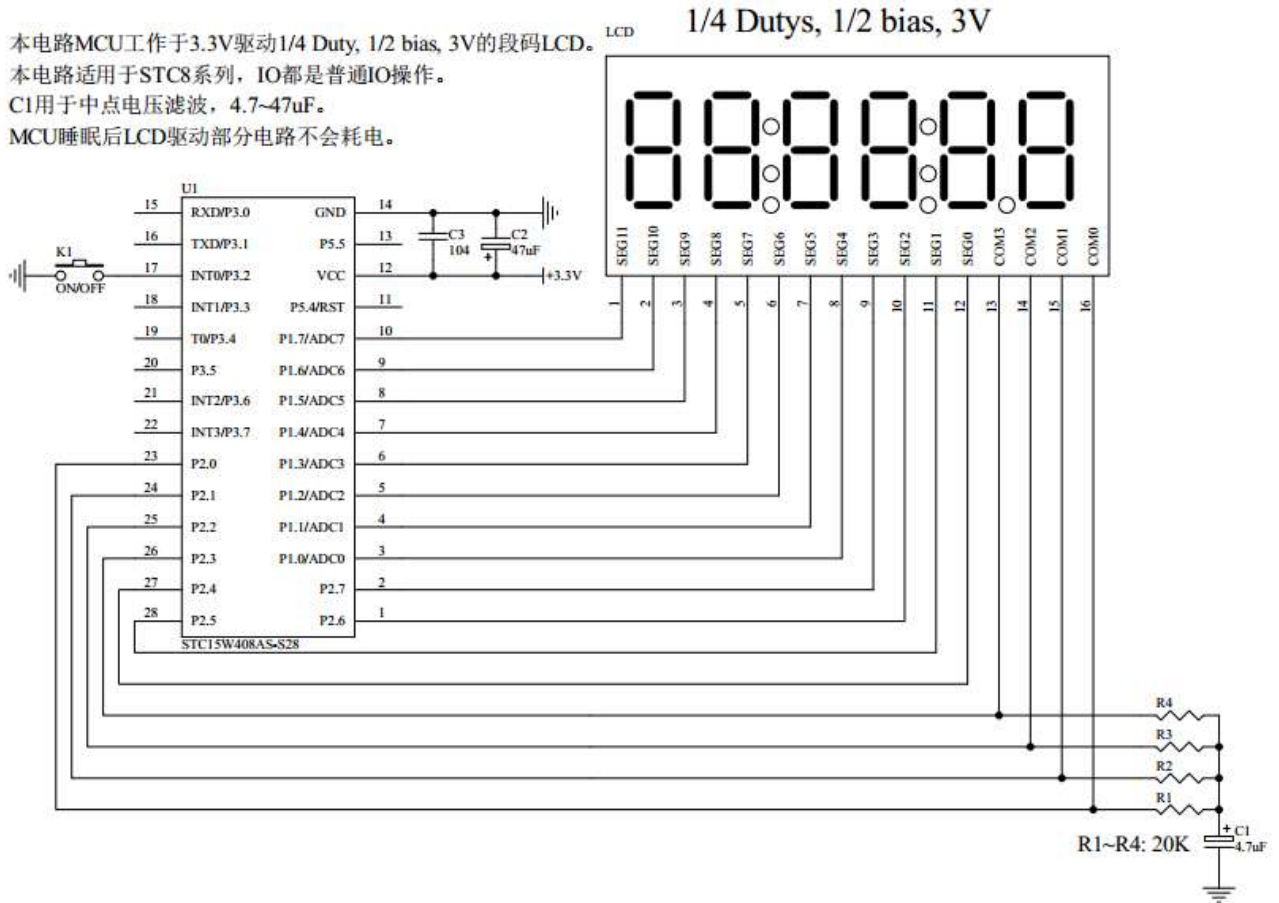 1/4 Dutys, 1/2 bias, 3V
本电路MCU工作于3.3V驱动1/4 Duty, 1/2 bias, 3V的段码LCD。
本电路适用于STC8系列，IO都是普通IO操作。
C1用于中点电压滤波，4.7~47uF。
MCU睡眠后LCD驱动部分电路不会耗电。
LCD
SEG11
SEG10
SEG9
SEG8
SEG7
SEG6
SEG5
SEG4
SEG3
SEG2
SEG1
SEG0
COM3
COM2
COM1
COM0
1
2
3
4
5
6
7
8
9
10
11
12
13
14
15
16
U1
15 RXD/P3.0 GND 14
16 TXD/P3.1 P5.5 13
17 INT0/P3.2 VCC 12
18 INT1/P3.3 P5.4/RST 11
19 T0/P3.4 P1.7/ADC7 10
20 P3.5 P1.6/ADC6 9
21 INT2/P3.6 P1.5/ADC5 8
22 INT3/P3.7 P1.4/ADC4 7
23 P2.0 P1.3/ADC3 6
24 P2.1 P1.2/ADC2 5
25 P2.2 P1.1/ADC1 4
26 P2.3 P1.0/ADC0 3
27 P2.4 P2.7 2
28 P2.5 P2.6 1
STC15W408AS-S28
K1
ON/OFF
C3
104
C2
47uF
+
+3.3V
R4
R3
R2
R1
R1~R4: 20K
+ C1
4.7uF